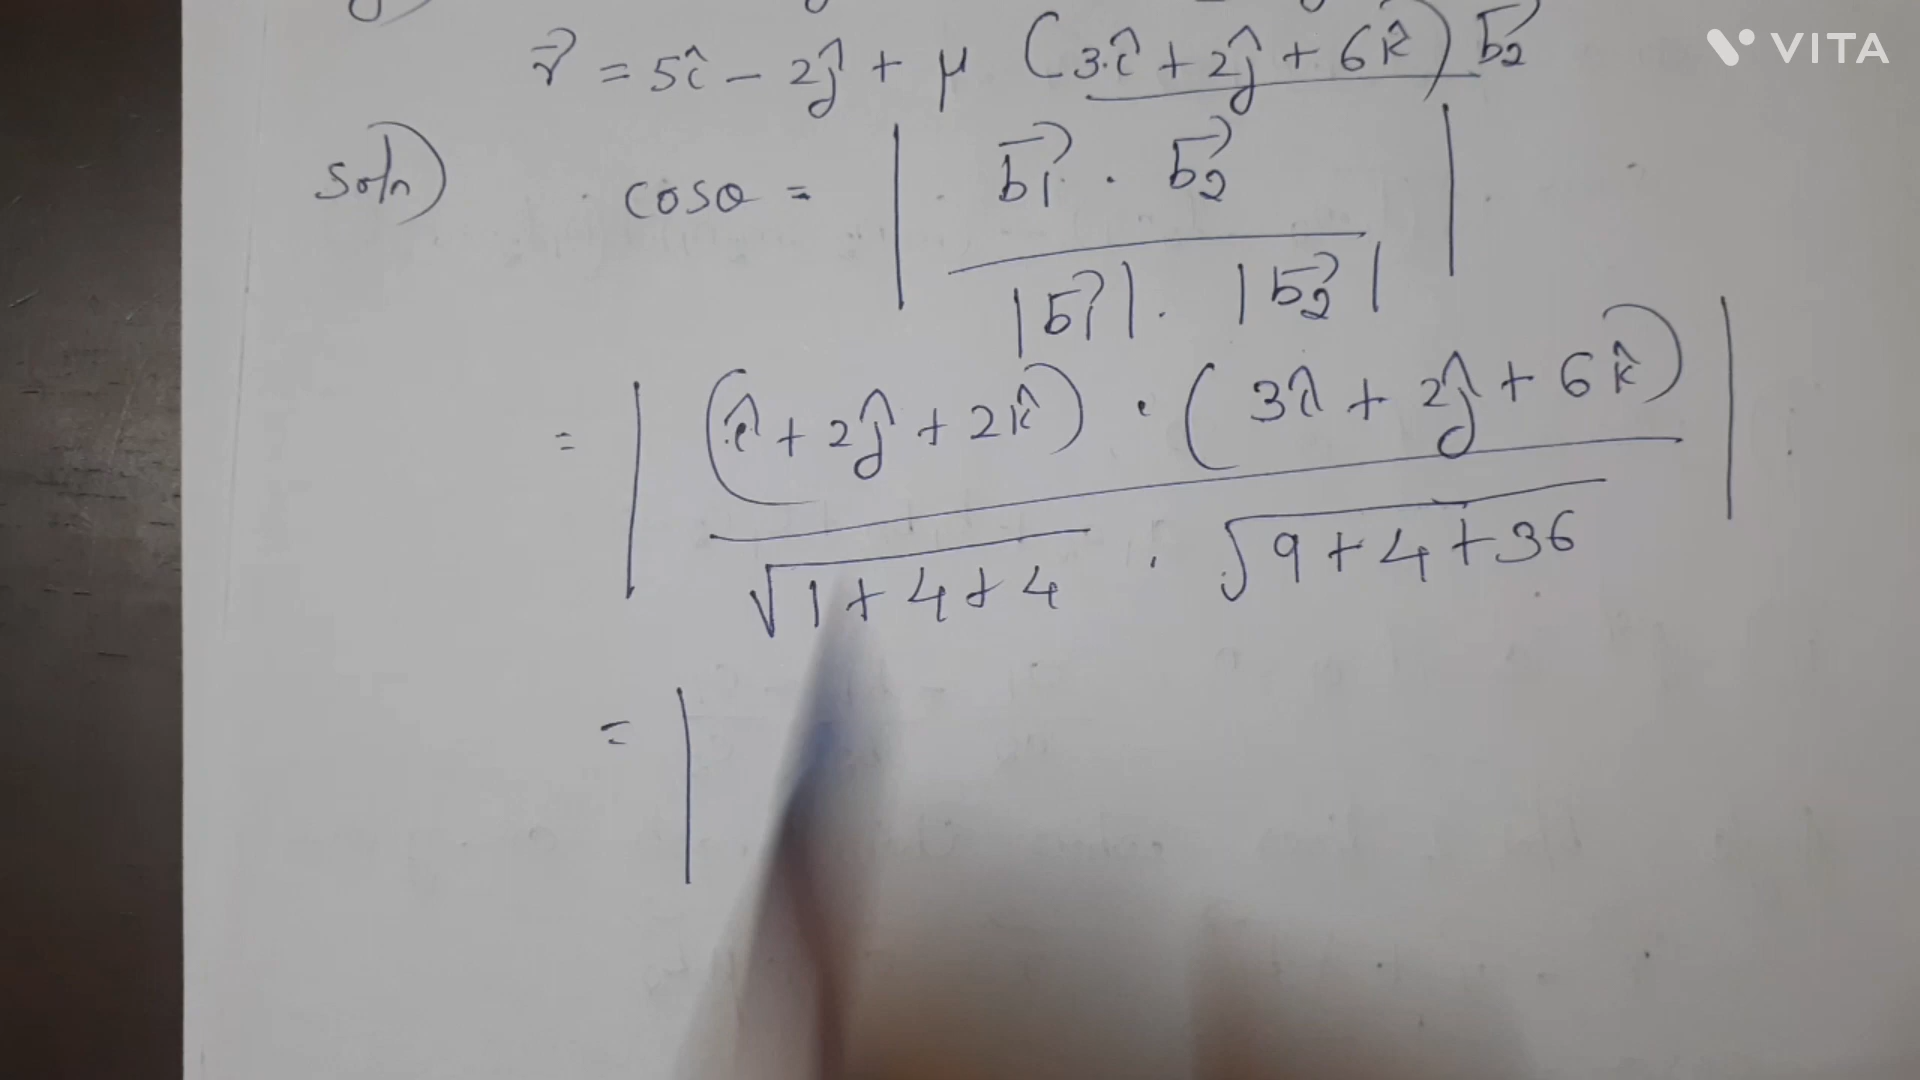 r⃗ = 5î - 2ĵ + μ (3î + 2ĵ + 6k̂) b⃗2
VITA
soln) cosθ = | b⃗1 . b⃗2 / |b⃗1| . |b⃗2| |
= | (î + 2ĵ + 2k̂) . (3î + 2ĵ + 6k̂) / √1+4+4 . √9+4+36 |
= |